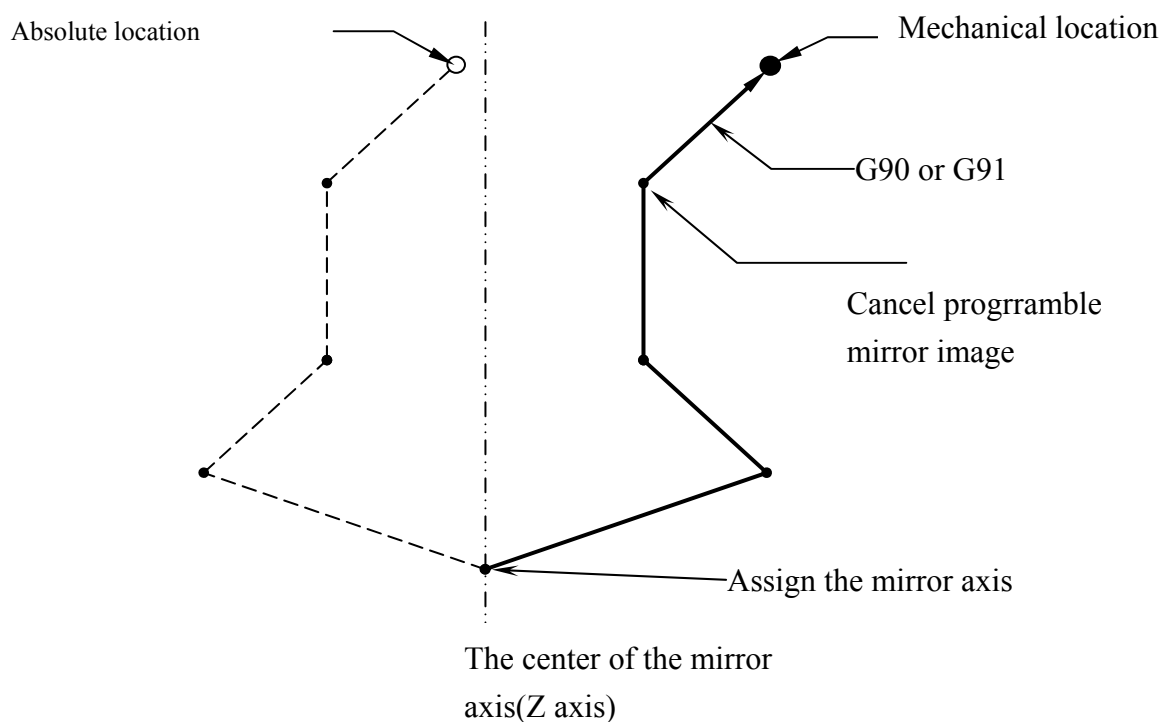 Absolute location
Mechanical location
G90 or G91
Cancel progrramble
mirror image
Assign the mirror axis
The center of the mirror
axis(Z axis)